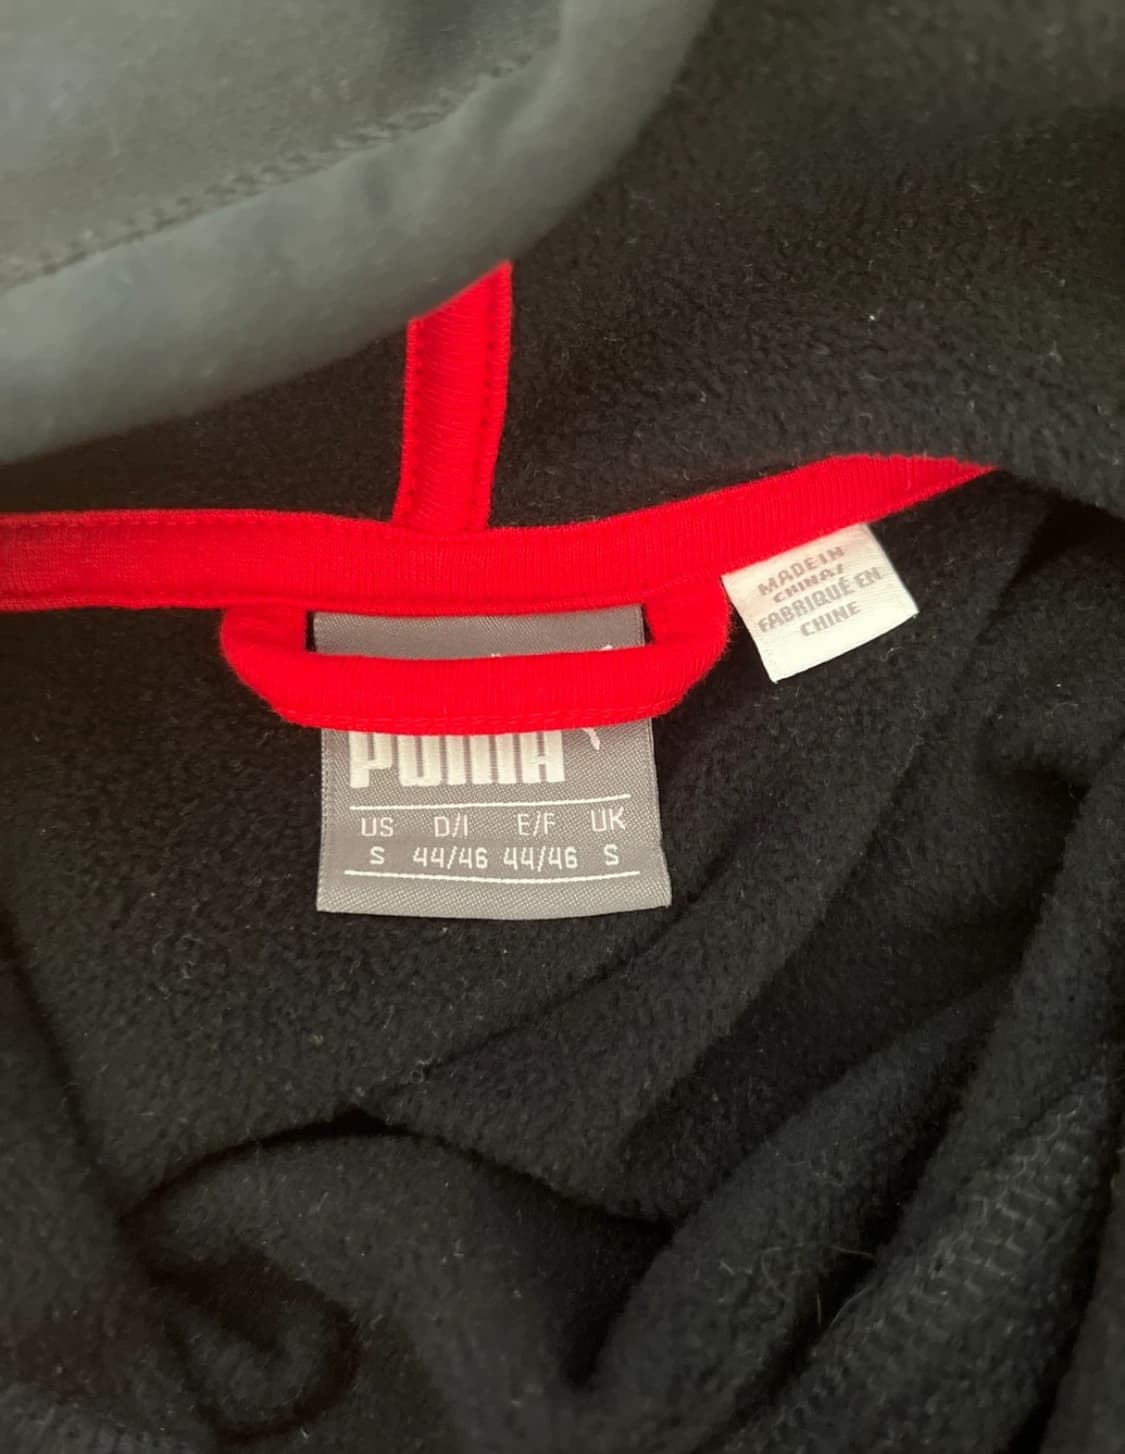 MADE IN
CHINA/
FABRIQUÉ EN
CHINE
PUMA
US D/I E/F UK
S 44/46 44/46 S